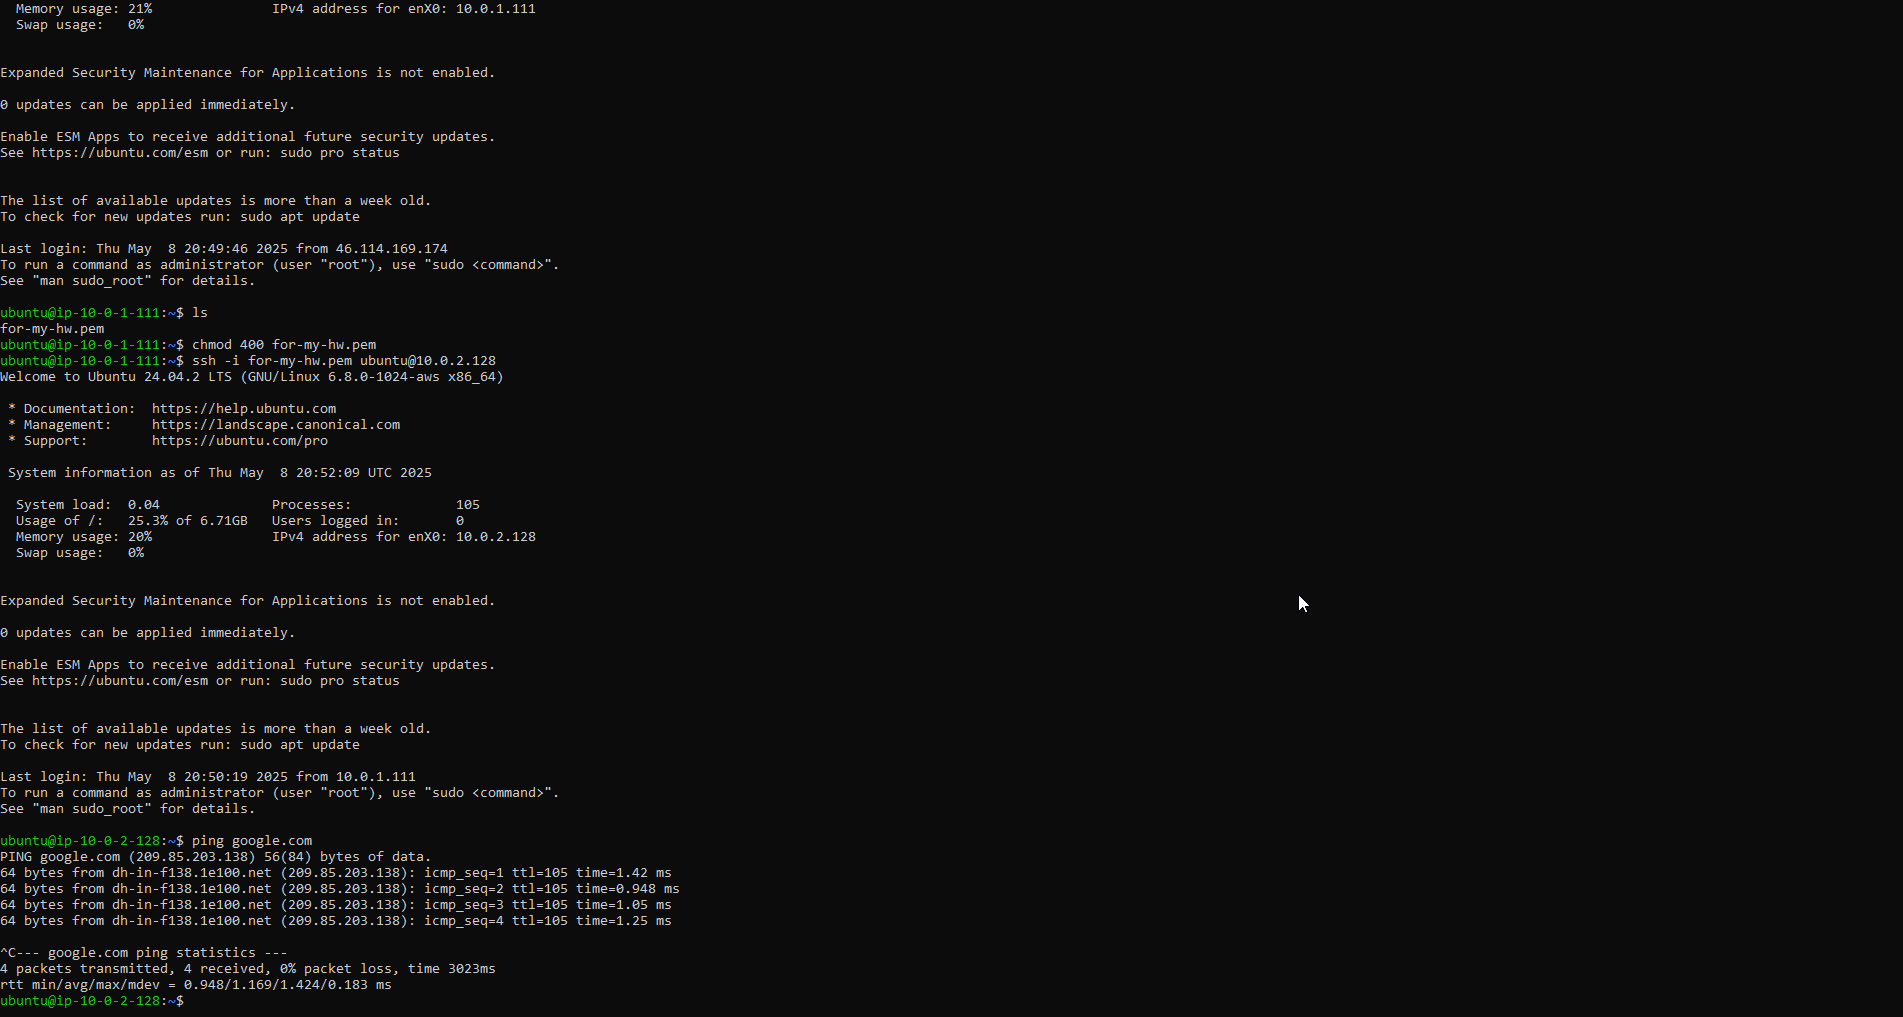 Memory usage: 21%               IPv4 address for enX0: 10.0.1.111
  Swap usage:   0%


Expanded Security Maintenance for Applications is not enabled.

0 updates can be applied immediately.

Enable ESM Apps to receive additional future security updates.
See https://ubuntu.com/esm or run: sudo pro status


The list of available updates is more than a week old.
To check for new updates run: sudo apt update

Last login: Thu May  8 20:49:46 2025 from 46.114.169.174
To run a command as administrator (user "root"), use "sudo <command>".
See "man sudo_root" for details.

ubuntu@ip-10-0-1-111:~$ ls
for-my-hw.pem
ubuntu@ip-10-0-1-111:~$ chmod 400 for-my-hw.pem
ubuntu@ip-10-0-1-111:~$ ssh -i for-my-hw.pem ubuntu@10.0.2.128
Welcome to Ubuntu 24.04.2 LTS (GNU/Linux 6.8.0-1024-aws x86_64)

 * Documentation:  https://help.ubuntu.com
 * Management:     https://landscape.canonical.com
 * Support:        https://ubuntu.com/pro

 System information as of Thu May  8 20:52:09 UTC 2025

  System load:  0.04              Processes:             105
  Usage of /:   25.3% of 6.71GB   Users logged in:       0
  Memory usage: 20%               IPv4 address for enX0: 10.0.2.128
  Swap usage:   0%


Expanded Security Maintenance for Applications is not enabled.

0 updates can be applied immediately.

Enable ESM Apps to receive additional future security updates.
See https://ubuntu.com/esm or run: sudo pro status


The list of available updates is more than a week old.
To check for new updates run: sudo apt update

Last login: Thu May  8 20:50:19 2025 from 10.0.1.111
To run a command as administrator (user "root"), use "sudo <command>".
See "man sudo_root" for details.

ubuntu@ip-10-0-2-128:~$ ping google.com
PING google.com (209.85.203.138) 56(84) bytes of data.
64 bytes from dh-in-f138.1e100.net (209.85.203.138): icmp_seq=1 ttl=105 time=1.42 ms
64 bytes from dh-in-f138.1e100.net (209.85.203.138): icmp_seq=2 ttl=105 time=0.948 ms
64 bytes from dh-in-f138.1e100.net (209.85.203.138): icmp_seq=3 ttl=105 time=1.05 ms
64 bytes from dh-in-f138.1e100.net (209.85.203.138): icmp_seq=4 ttl=105 time=1.25 ms

^C--- google.com ping statistics ---
4 packets transmitted, 4 received, 0% packet loss, time 3023ms
rtt min/avg/max/mdev = 0.948/1.169/1.424/0.183 ms
ubuntu@ip-10-0-2-128:~$